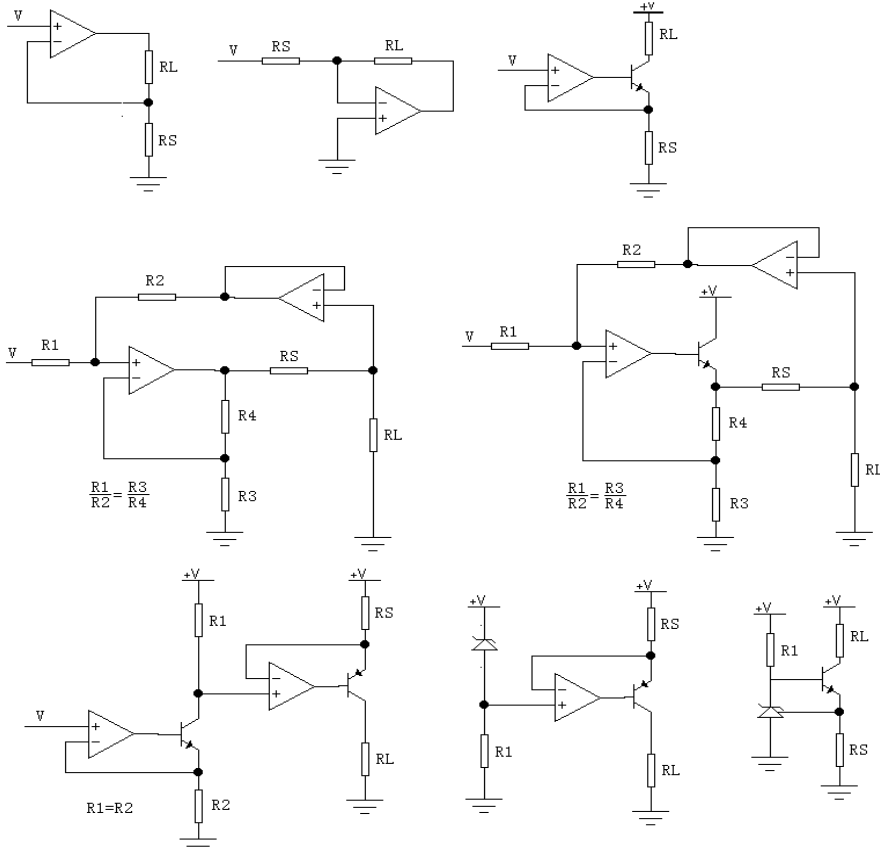 V
+
−
RL
RS
V
RS
RL
−
+
+V
RL
V
+
−
RS
R2
−
+
V
R1
+
−
RS
R4
RL
R3
R1/R2=R3/R4
R2
−
+
+V
V
R1
+
−
RS
R4
RL
R3
R1/R2=R3/R4
+V
R1
+V
RS
−
+
V
+
−
RL
R1=R2
R2
+V
+V
RS
−
+
R1
RL
+V
+V
R1
RL
RS